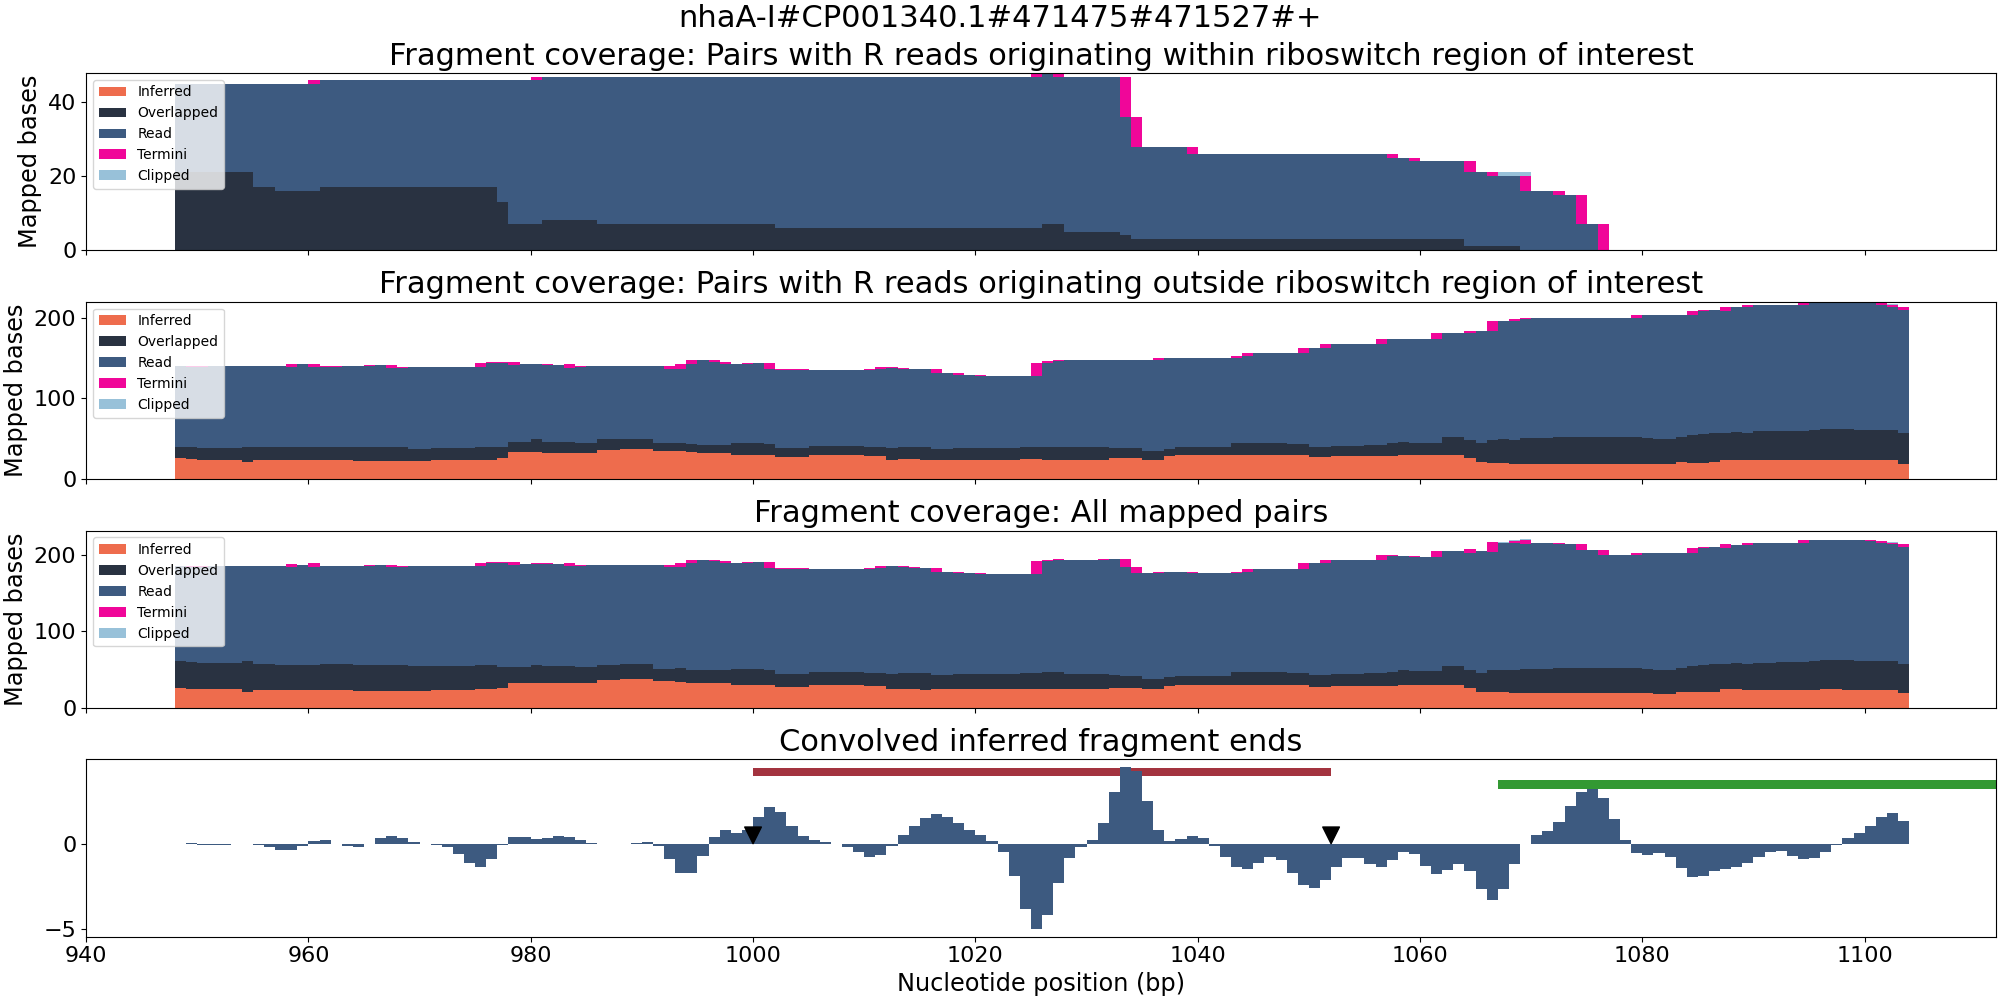 nhaA-I#CP001340.1#471475#471527#+
Fragment coverage: Pairs with R reads originating within riboswitch region of interest
Mapped bases
40
20
0
Inferred
Overlapped
Read
Termini
Clipped
Fragment coverage: Pairs with R reads originating outside riboswitch region of interest
Mapped bases
200
100
0
Inferred
Overlapped
Read
Termini
Clipped
Fragment coverage: All mapped pairs
Mapped bases
200
100
0
Inferred
Overlapped
Read
Termini
Clipped
Convolved inferred fragment ends
0
−5
940 960 980 1000 1020 1040 1060 1080 1100
Nucleotide position (bp)